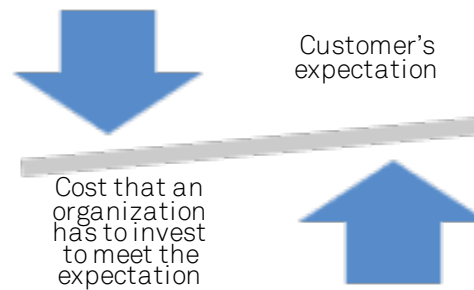 Customer's
expectation
Cost that an
organization
has to invest
to meet the
expectation